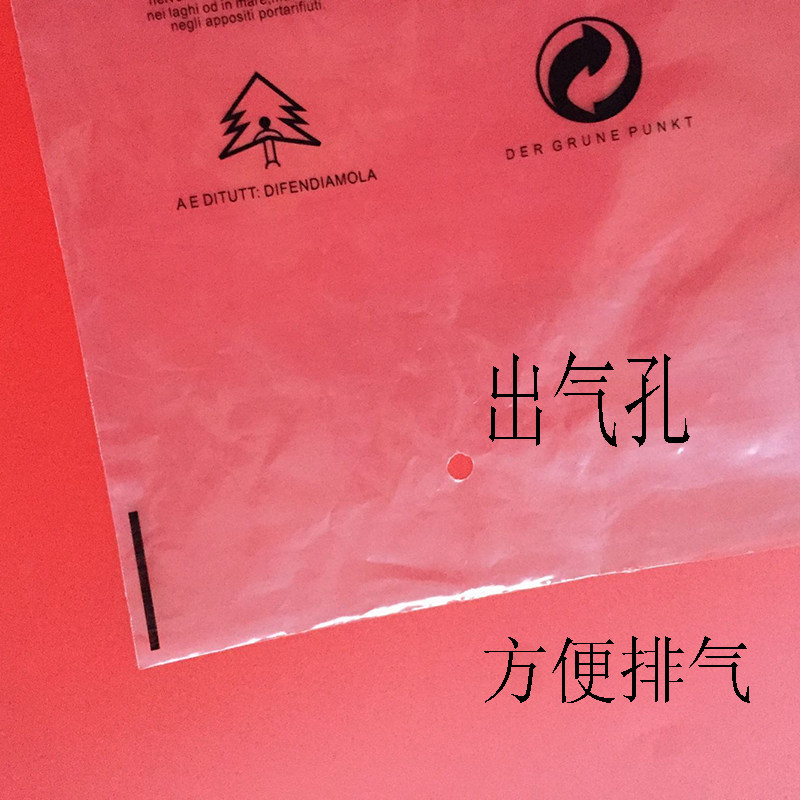 nei laghi od in mare,
negli appositi portarifiuti.
A E DITUTT: DIFENDIAMOLA
DER GRUNE PUNKT
出气孔
方便排气